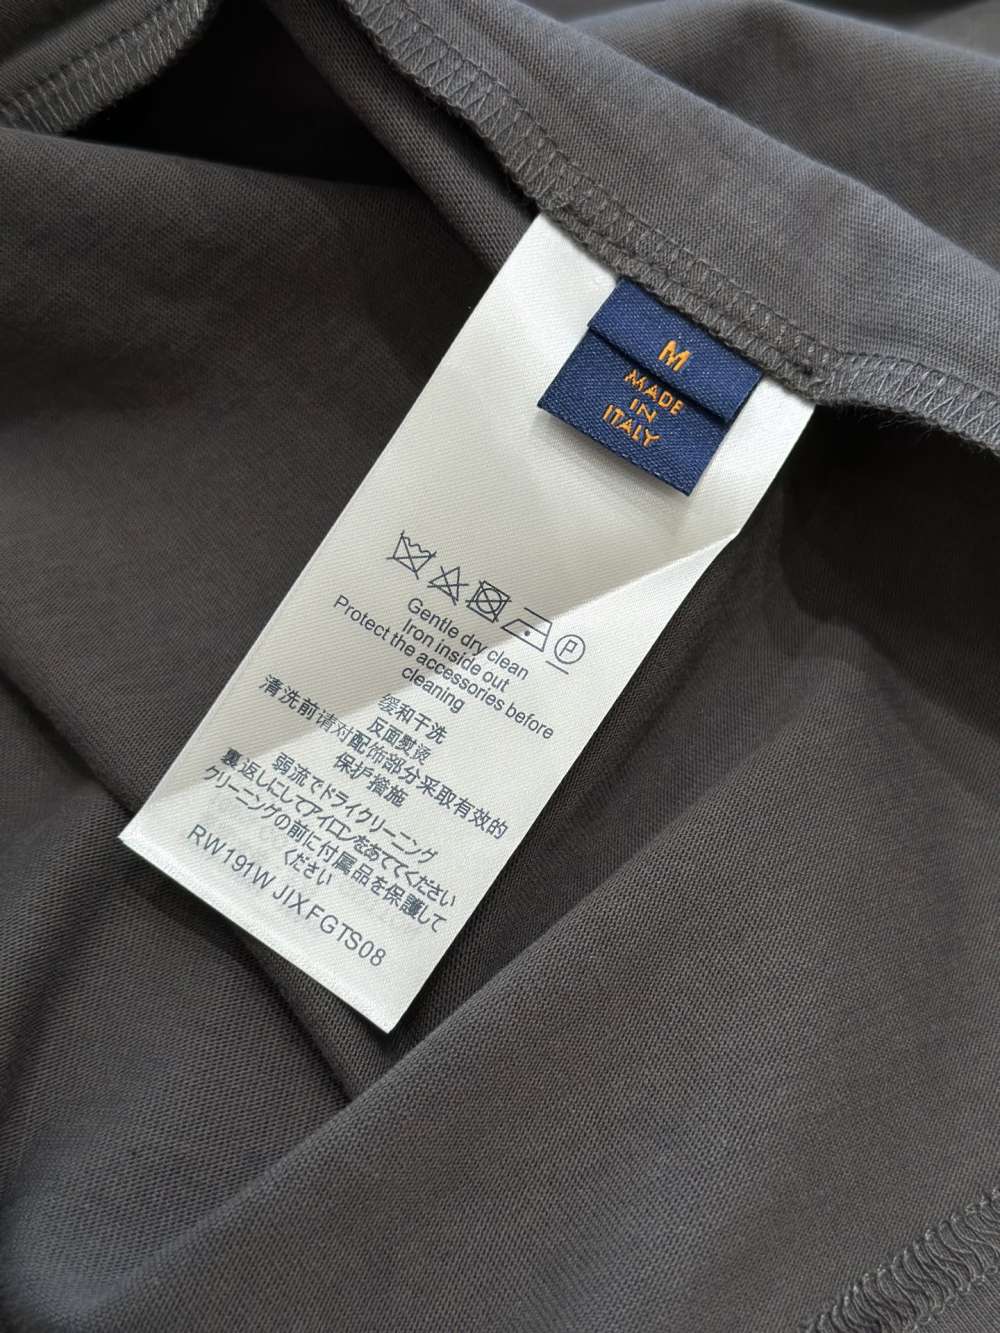 M
MADE
IN
ITALY
P
Gentle dry clean
Iron inside out
Protect the accessories before
cleaning
缓和干洗
反面熨烫
清洗前请对配饰部分采取有效的
保护措施
弱流でドライクリーニング
裏返しにしてアイロンをあててください
クリーニングの前に付属品を保護して
ください
RW191W JIX FGTS08